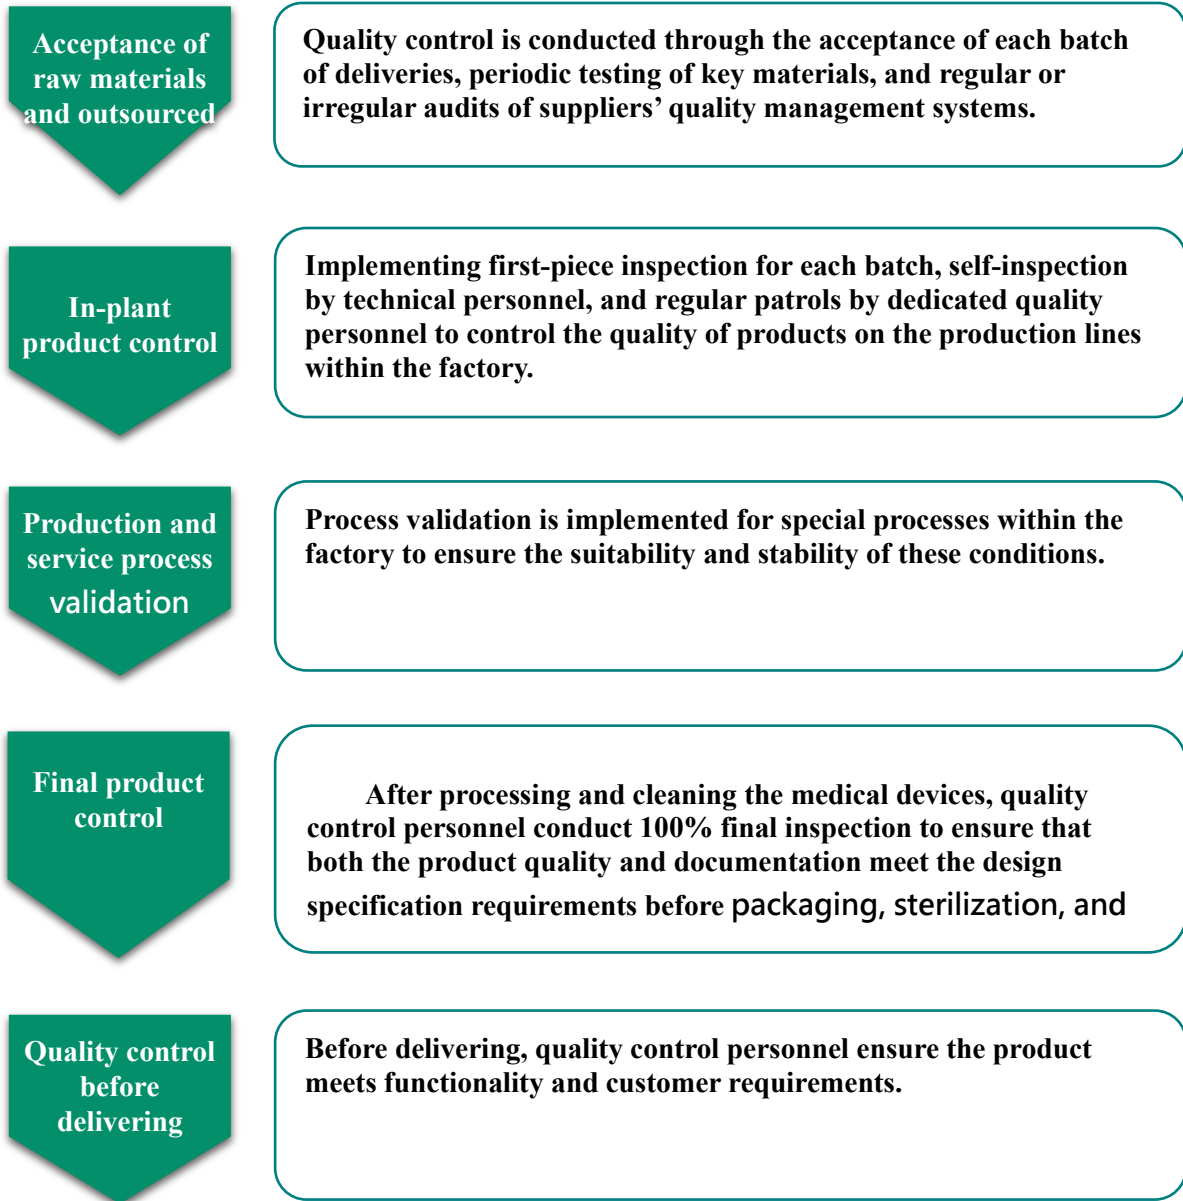 Acceptance of
raw materials
and outsourced
Quality control is conducted through the acceptance of each batch
of deliveries, periodic testing of key materials, and regular or
irregular audits of suppliers’ quality management systems.
In-plant
product control
Implementing first-piece inspection for each batch, self-inspection
by technical personnel, and regular patrols by dedicated quality
personnel to control the quality of products on the production lines
within the factory.
Production and
service process
validation
Process validation is implemented for special processes within the
factory to ensure the suitability and stability of these conditions.
Final product
control
After processing and cleaning the medical devices, quality
control personnel conduct 100% final inspection to ensure that
both the product quality and documentation meet the design
specification requirements before packaging, sterilization, and
Quality control
before
delivering
Before delivering, quality control personnel ensure the product
meets functionality and customer requirements.